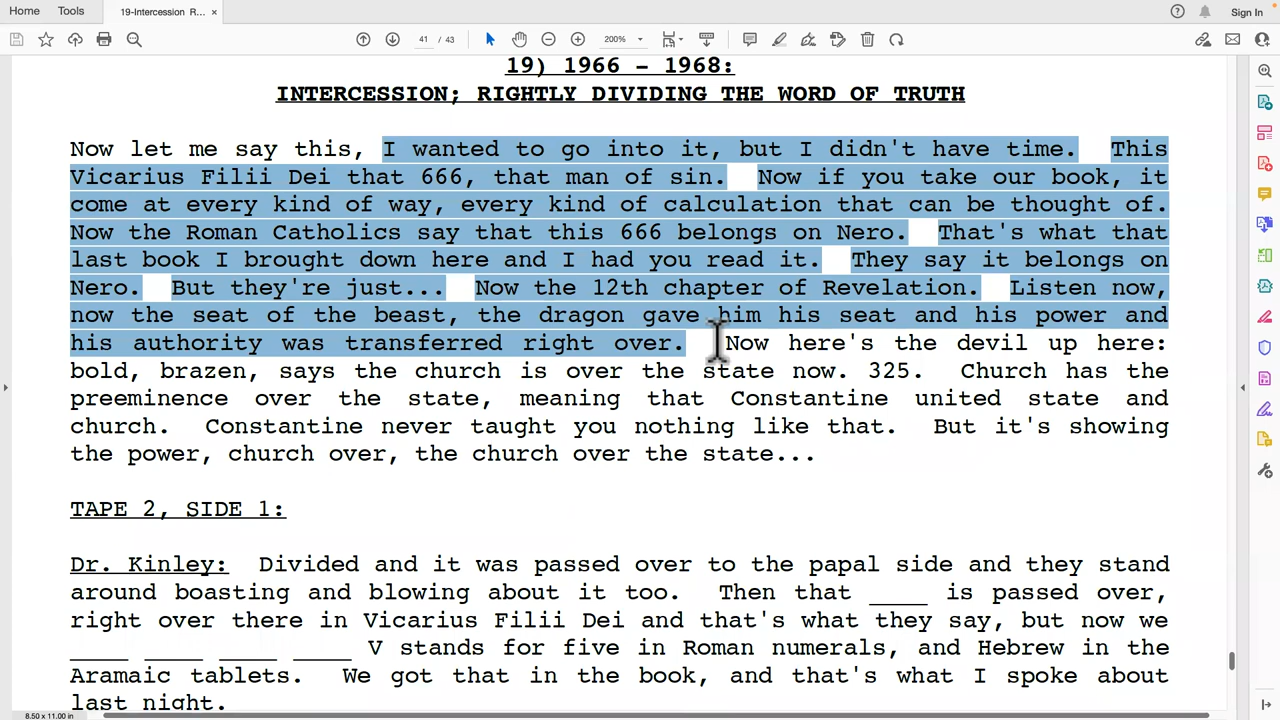 Home Tools 19-Intercession R... × Sign In
41 / 43 200%
19) 1966 – 1968:
INTERCESSION; RIGHTLY DIVIDING THE WORD OF TRUTH
Now let me say this, I wanted to go into it, but I didn't have time. This
Vicarius Filii Dei that 666, that man of sin. Now if you take our book, it
come at every kind of way, every kind of calculation that can be thought of.
Now the Roman Catholics say that this 666 belongs on Nero. That's what that
last book I brought down here and I had you read it. They say it belongs on
Nero. But they're just... Now the 12th chapter of Revelation. Listen now,
now the seat of the beast, the dragon gave him his seat and his power and
his authority was transferred right over. Now here's the devil up here:
bold, brazen, says the church is over the state now. 325. Church has the
preeminence over the state, meaning that Constantine united state and
church. Constantine never taught you nothing like that. But it's showing
the power, church over, the church over the state...
TAPE 2, SIDE 1:
Dr. Kinley: Divided and it was passed over to the papal side and they stand
around boasting and blowing about it too. Then that ____ is passed over,
right over there in Vicarius Filii Dei and that's what they say, but now we
____ ____ ____ ____ V stands for five in Roman numerals, and Hebrew in the
Aramaic tablets. We got that in the book, and that's what I spoke about
last night.
8.50 x 11.00 in